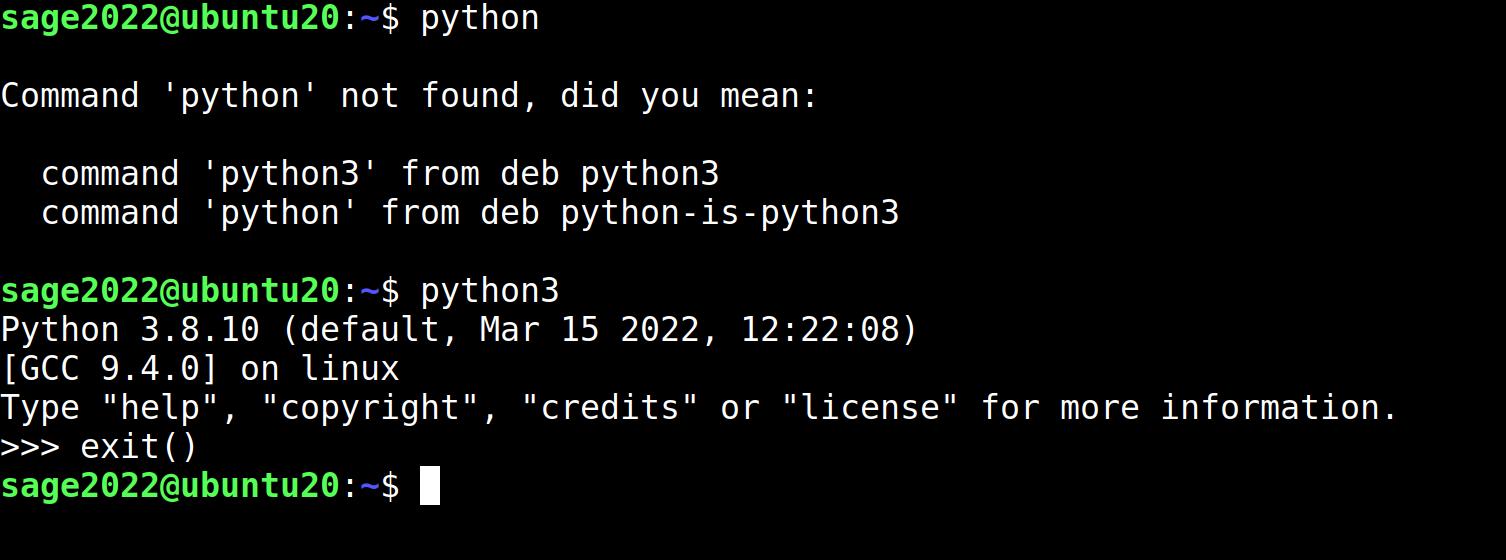 sage2022@ubuntu20:~$ python
Command 'python' not found, did you mean:
command 'python3' from deb python3
command 'python' from deb python-is-python3
sage2022@ubuntu20:~$ python3
Python 3.8.10 (default, Mar 15 2022, 12:22:08)
[GCC 9.4.0] on linux
Type "help", "copyright", "credits" or "license" for more information.
>>> exit()
sage2022@ubuntu20:~$